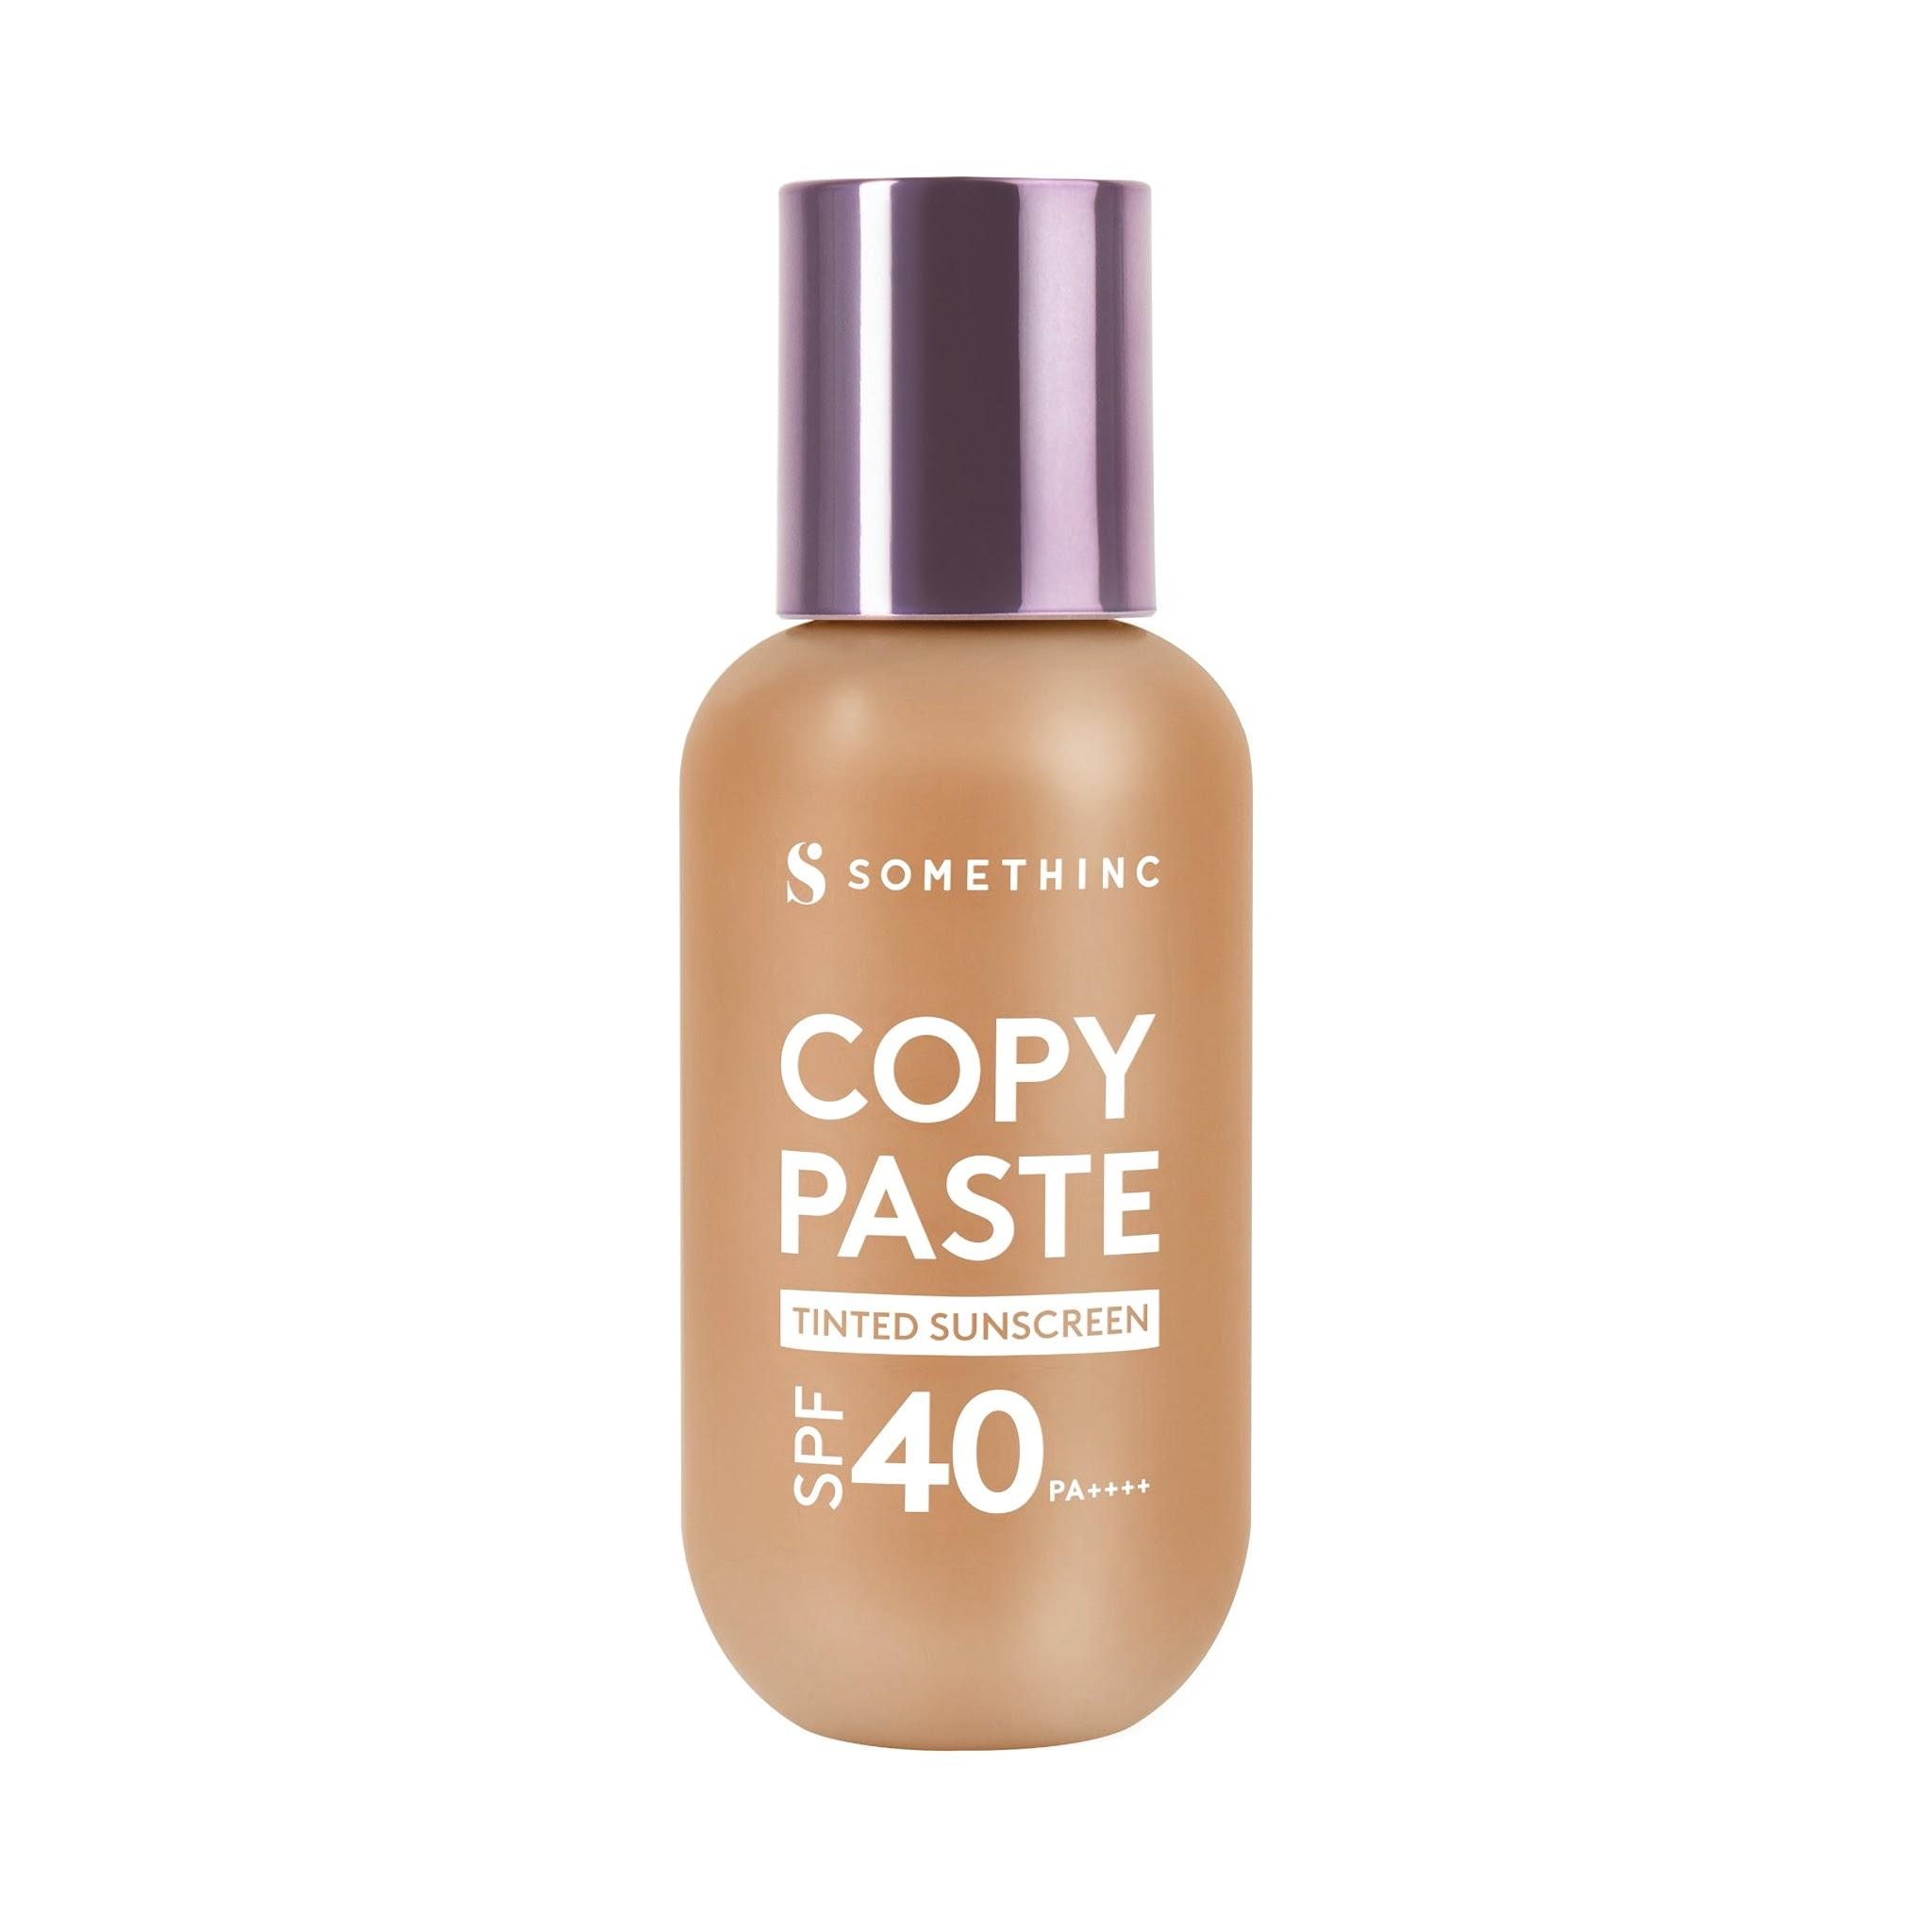 SOMETHINC
COPY
PASTE
TINTED SUNSCREEN
SPF 40 PA++++